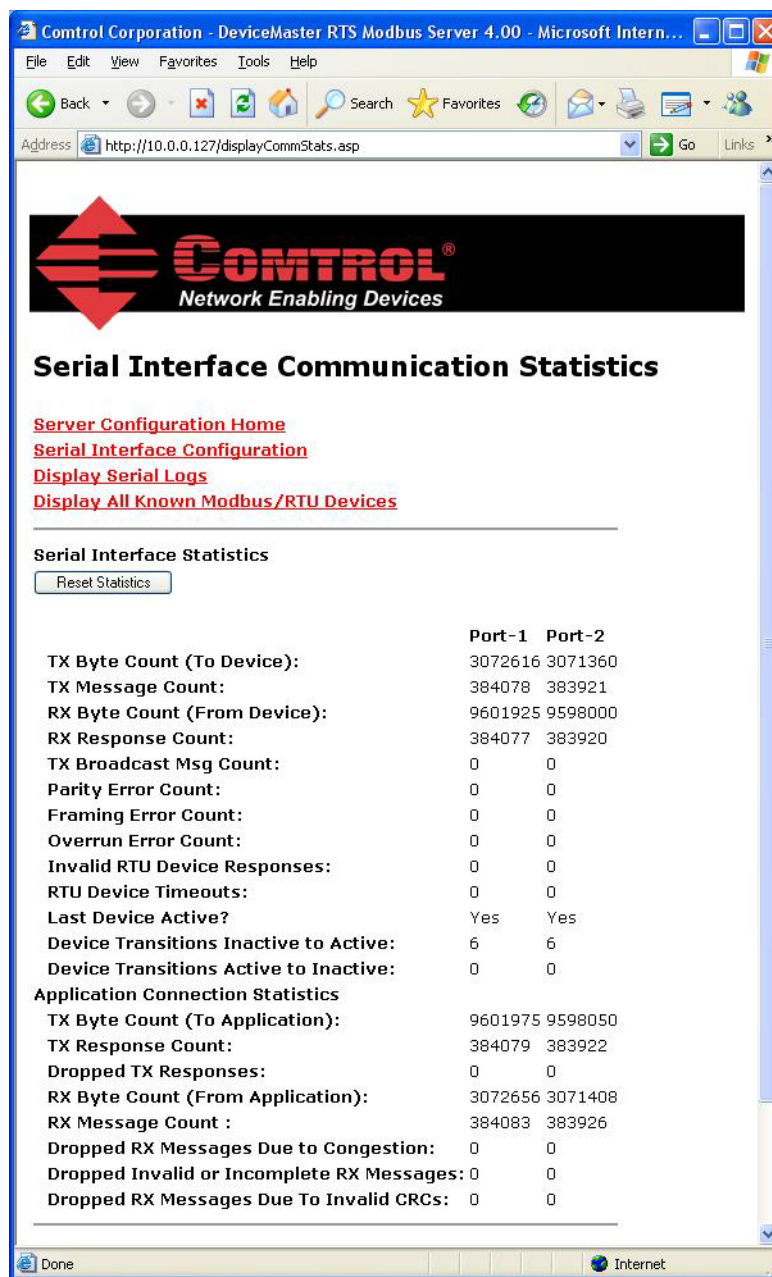 Comtrol Corporation - DeviceMaster RTS Modbus Server 4.00 - Microsoft Intern...
File Edit View Favorites Tools Help
Back Search Favorites
Address http://10.0.0.127/displayCommStats.asp Go Links »
COMTROL®
Network Enabling Devices
Serial Interface Communication Statistics
Server Configuration Home
Serial Interface Configuration
Display Serial Logs
Display All Known Modbus/RTU Devices
Serial Interface Statistics
Reset Statistics
Port-1 Port-2
TX Byte Count (To Device): 3072616 3071360
TX Message Count: 384078 383921
RX Byte Count (From Device): 9601925 9598000
RX Response Count: 384077 383920
TX Broadcast Msg Count: 0 0
Parity Error Count: 0 0
Framing Error Count: 0 0
Overrun Error Count: 0 0
Invalid RTU Device Responses: 0 0
RTU Device Timeouts: 0 0
Last Device Active? Yes Yes
Device Transitions Inactive to Active: 6 6
Device Transitions Active to Inactive: 0 0
Application Connection Statistics
TX Byte Count (To Application): 9601975 9598050
TX Response Count: 384079 383922
Dropped TX Responses: 0 0
RX Byte Count (From Application): 3072656 3071408
RX Message Count : 384083 383926
Dropped RX Messages Due to Congestion: 0 0
Dropped Invalid or Incomplete RX Messages: 0 0
Dropped RX Messages Due To Invalid CRCs: 0 0
Done Internet